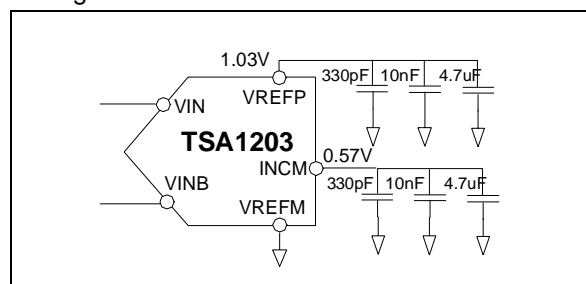 1.03V
330pF 10nF 4.7uF
VIN
VREFP
TSA1203
0.57V
INCM
330pF 10nF 4.7uF
VINB
VREFM